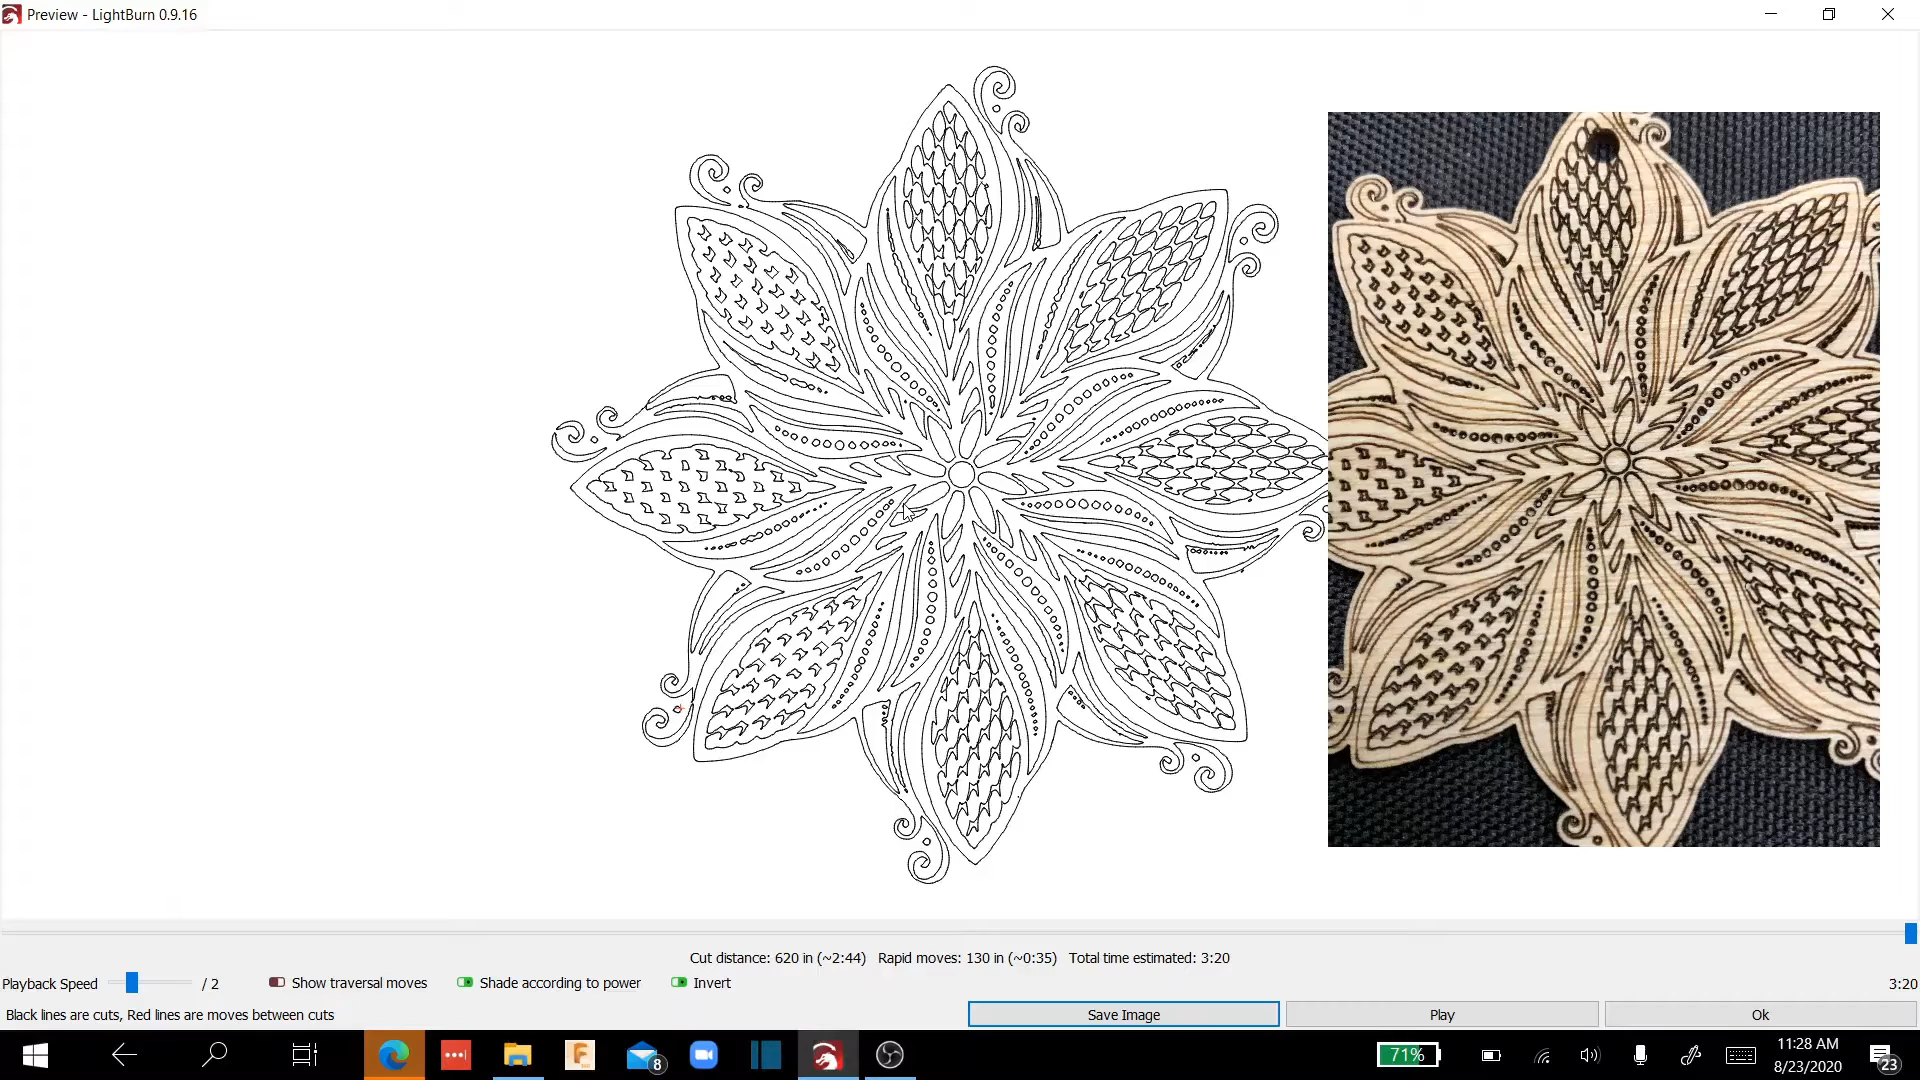 Preview - LightBurn 0.9.16
Cut distance: 620 in (~2:44) Rapid moves: 130 in (~0:35) Total time estimated: 3:20
Playback Speed / 2 Show traversal moves Shade according to power Invert 3:20
Black lines are cuts, Red lines are moves between cuts Save Image Play Ok
F 8 71% 11:28 AM
8/23/2020 23